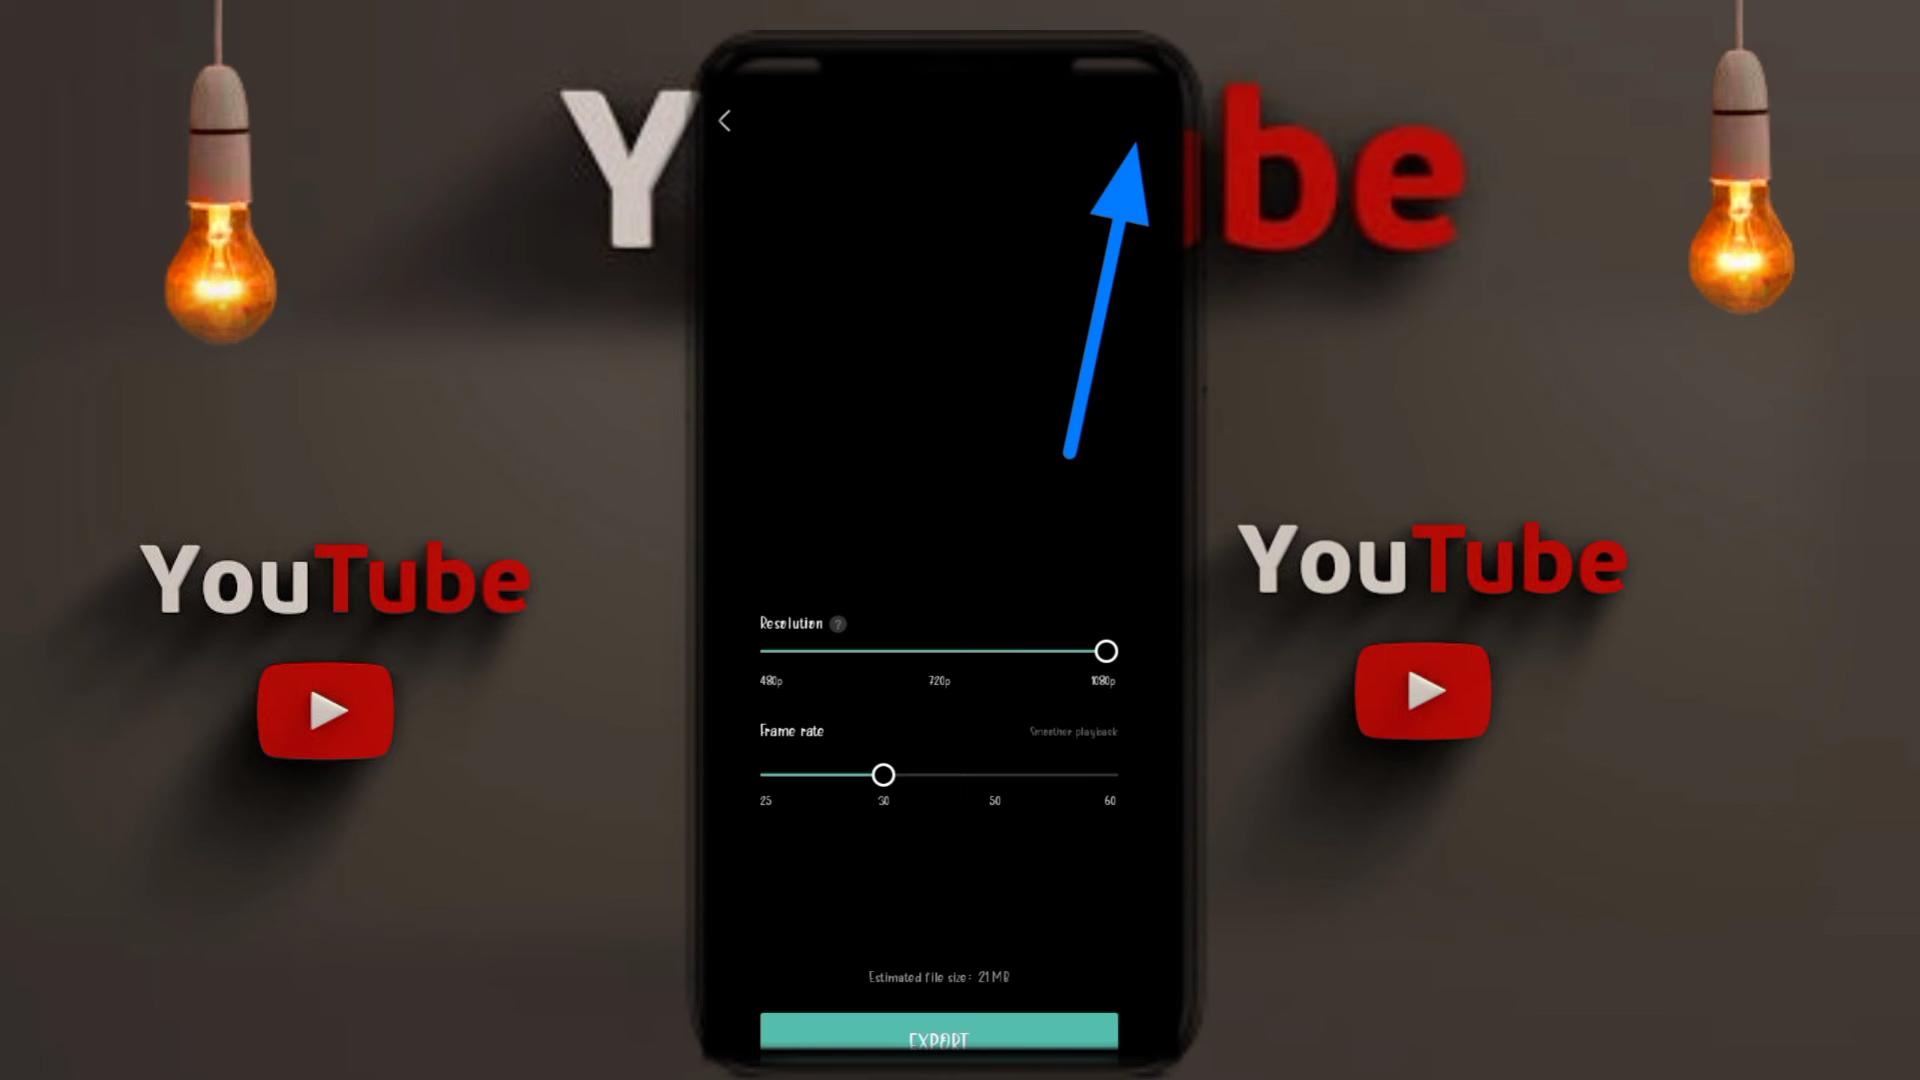 Y be
YouTube
YouTube
Resolution ?
480p 720p 1080p
Frame rate Smoother playback
25 30 50 60
Estimated file size: 21 MB
EXPORT